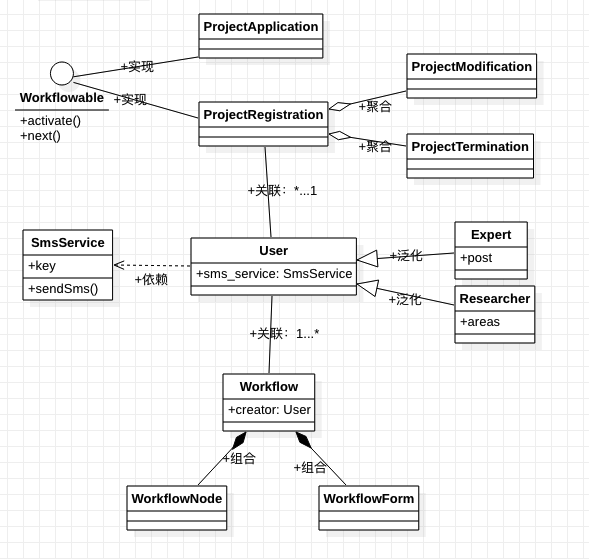 ProjectApplication
+实现
Workflowable
+activate()
+next()
+实现
ProjectRegistration
ProjectModification
+聚合
ProjectTermination
+聚合
+关联：*...1
SmsService
+key
+sendSms()
+依赖
User
+sms_service: SmsService
Expert
+post
+泛化
Researcher
+areas
+泛化
+关联：1...*
Workflow
+creator: User
+组合
+组合
WorkflowNode
WorkflowForm